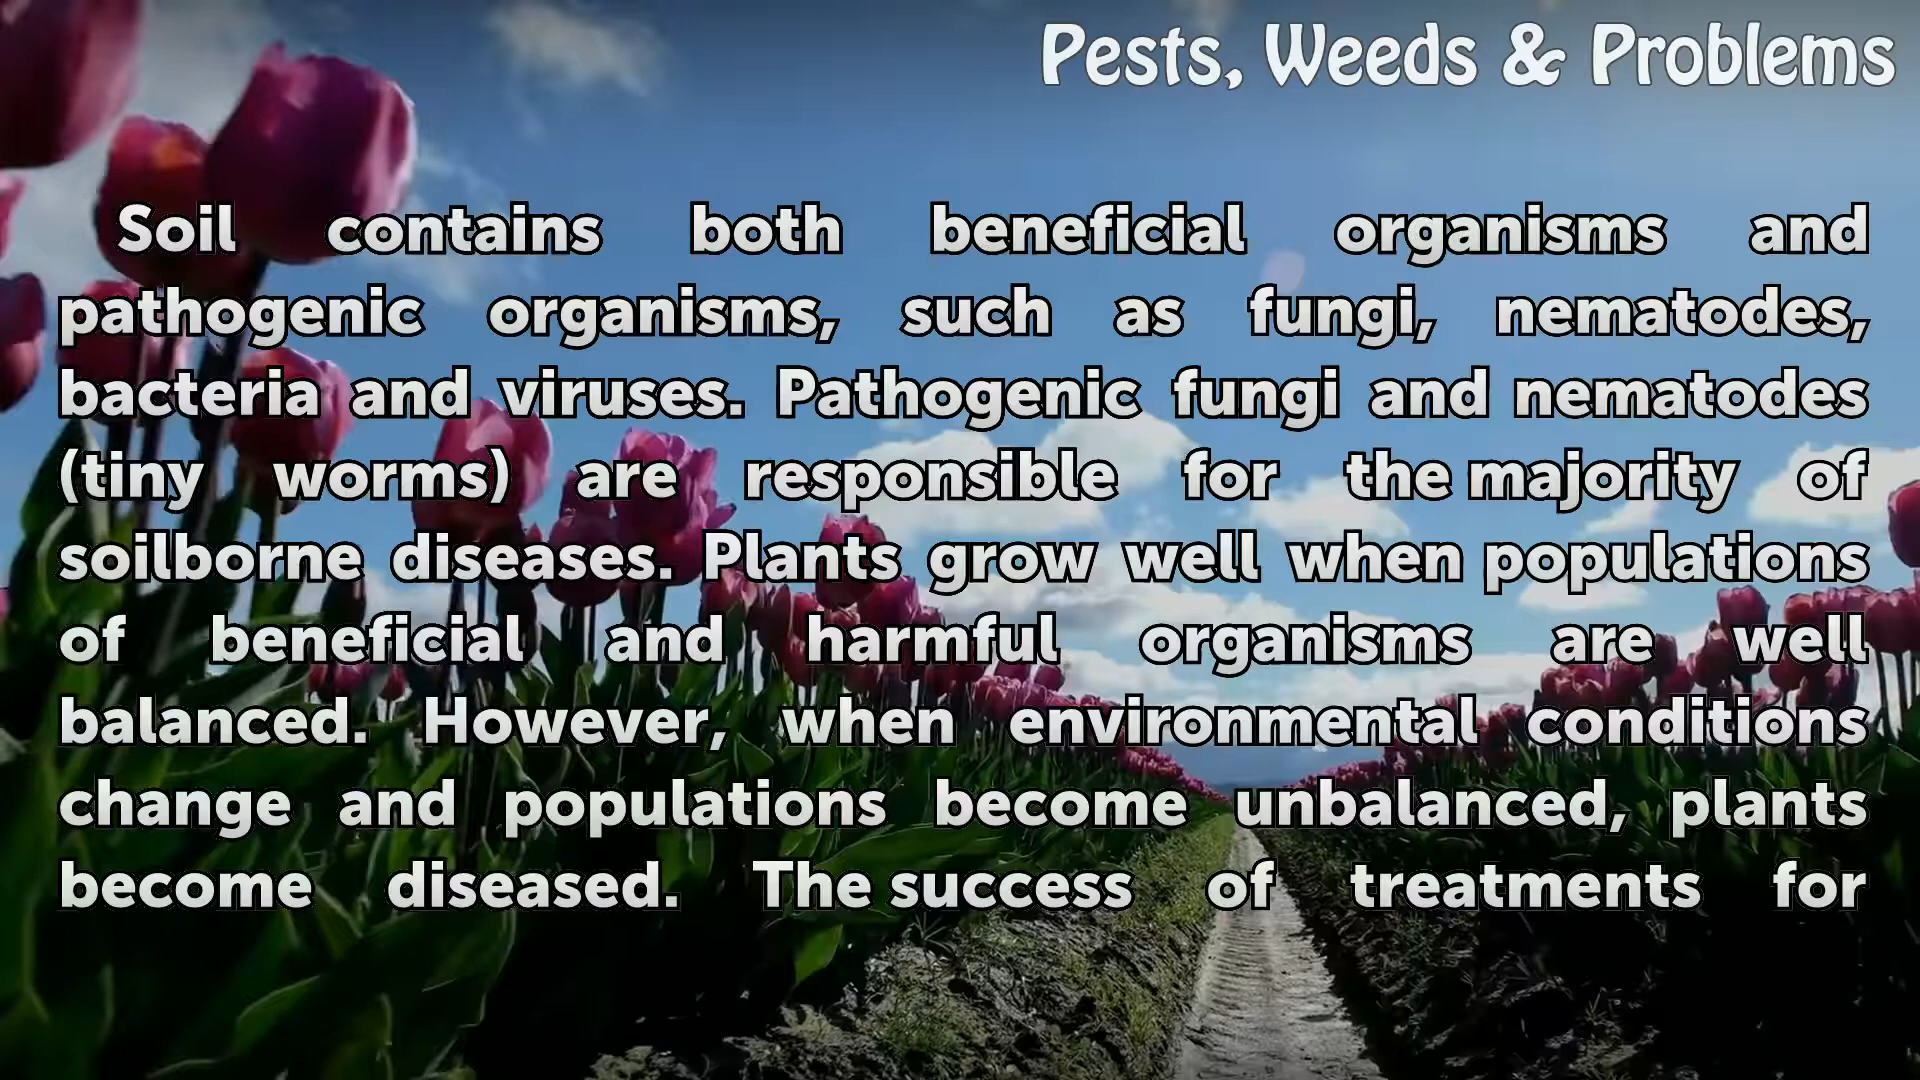 Pests, Weeds & Problems
Soil contains both beneficial organisms and
pathogenic organisms, such as fungi, nematodes,
bacteria and viruses. Pathogenic fungi and nematodes
(tiny worms) are responsible for the majority of
soilborne diseases. Plants grow well when populations
of beneficial and harmful organisms are well
balanced. However, when environmental conditions
change and populations become unbalanced, plants
become diseased. The success of treatments for